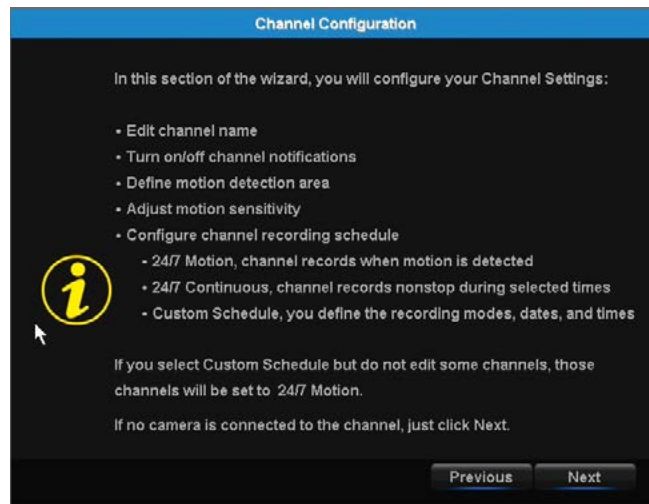 Channel Configuration
In this section of the wizard, you will configure your Channel Settings:
• Edit channel name
• Turn on/off channel notifications
• Define motion detection area
• Adjust motion sensitivity
• Configure channel recording schedule
- 24/7 Motion, channel records when motion is detected
• 24/7 Continuous, channel records nonstop during selected times
- Custom Schedule, you define the recording modes, dates, and times
If you select Custom Schedule but do not edit some channels, those
channels will be set to 24/7 Motion.
If no camera is connected to the channel, just click Next.
Previous Next